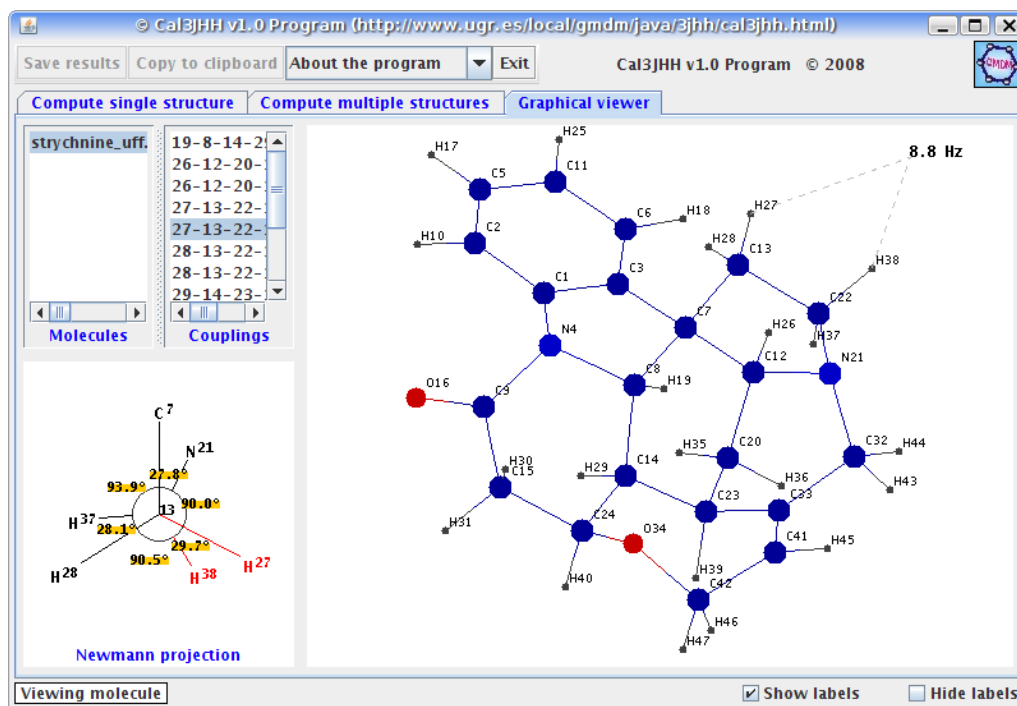 © Cal3JHH v1.0 Program (http://www.ugr.es/local/gmdm/java/3jhh/cal3jhh.html)
Save results Copy to clipboard About the program Exit Cal3JHH v1.0 Program © 2008 GMDM
Compute single structure Compute multiple structures Graphical viewer
strychnine_uff.
19-8-14-29
26-12-20-
26-12-20-
27-13-22-
27-13-22-
28-13-22-
28-13-22-
29-14-23-
Molecules Couplings
C7
N21
27.8°
93.9°
90.0°
13
H37
28.1°
29.7°
90.5°
H28
H38
H27
Newmann projection
H25
H17
8.8 Hz
C5
C11
H27
C6
H18
C2
H10
H28
C13
H38
C1
C3
C22
C7
N4
H26
H37
C12
N21
O16
C8
C9
H19
H35
C20
C32
H44
H30
C15
H29
C14
H36
H43
C23
C33
H31
C24
O34
C41
H45
H39
H40
C42
H46
H47
Viewing molecule Show labels Hide labels